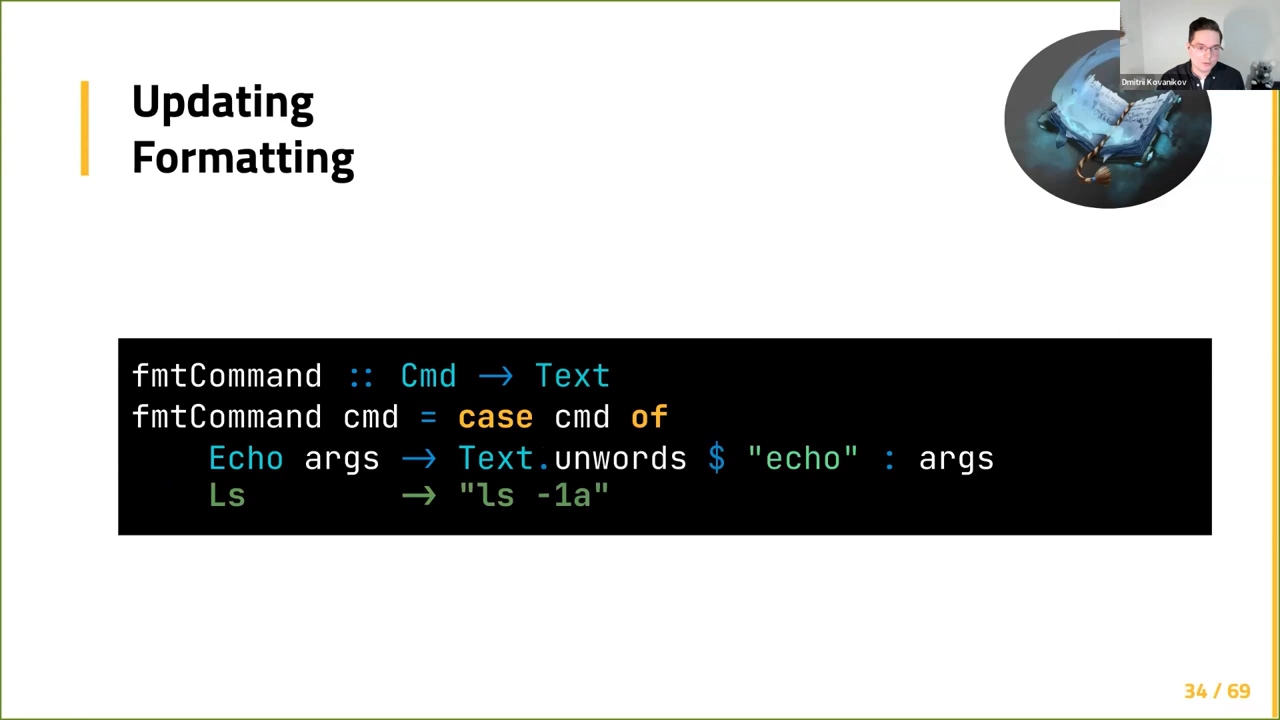 Updating
Formatting
Dmitrii Kovanikov
fmtCommand :: Cmd → Text
fmtCommand cmd = case cmd of
    Echo args → Text.unwords $ "echo" : args
    Ls        → "ls -1a"
34 / 69